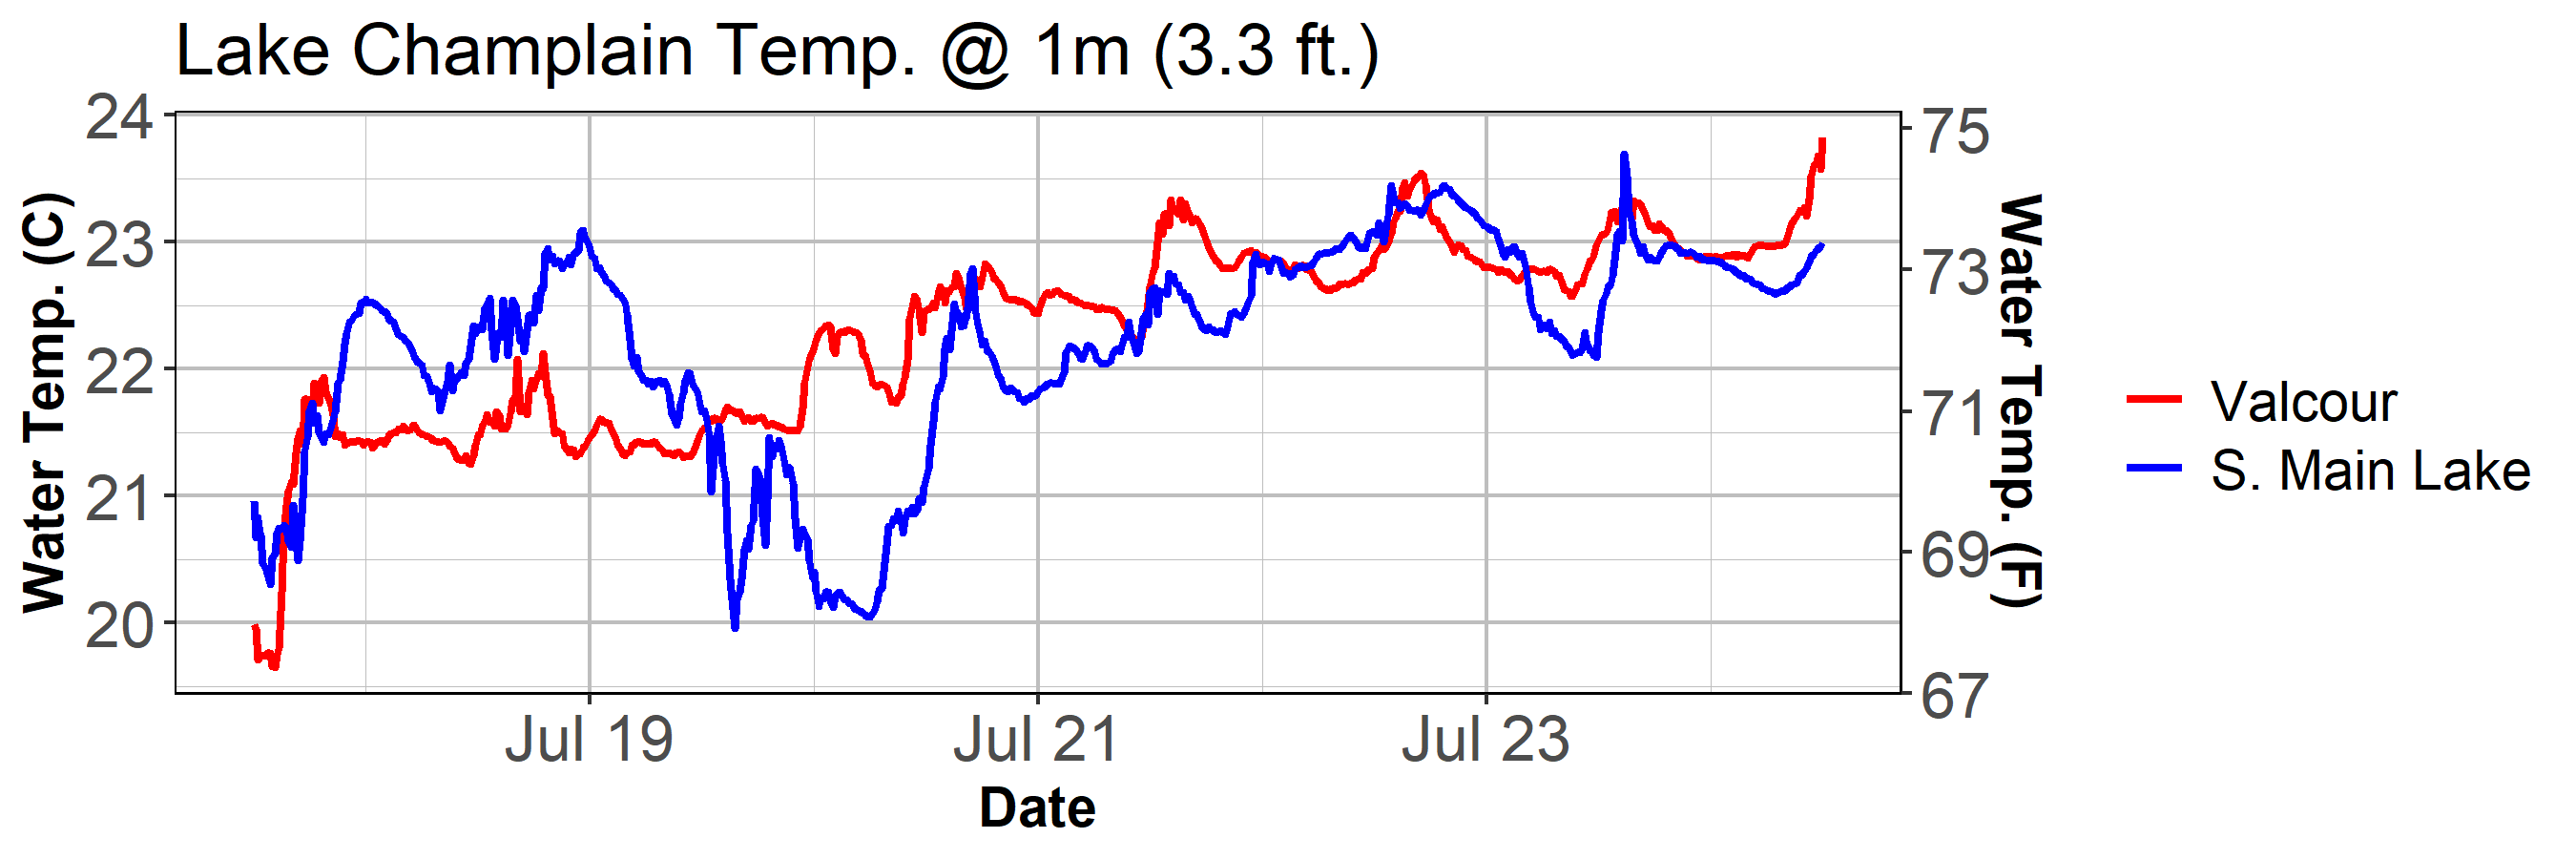 Lake Champlain Temp. @ 1m (3.3 ft.)
24
23
22
21
20
Water Temp. (C)
75
73
71
69
67
Water Temp. (F)
Jul 19
Jul 21
Jul 23
Date
Valcour
S. Main Lake